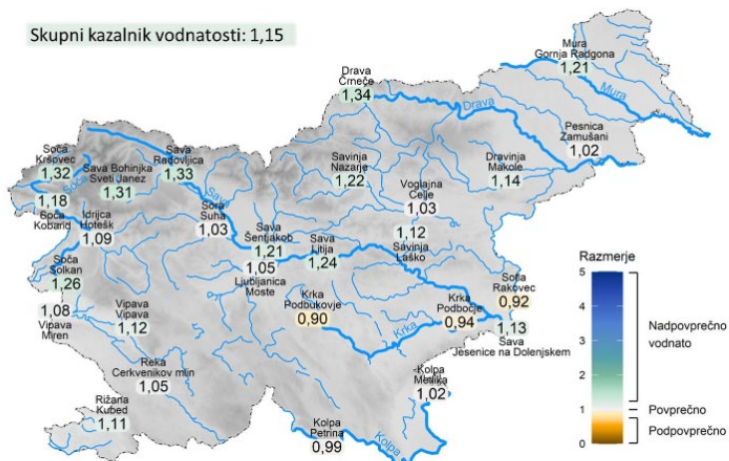 Skupni kazalnik vodnatosti: 1,15
Mura
Gornja Radgona
1,21
Mura
Drava
Črneče
1,34
Drava
Pesnica
Zamušani
1,02
Soča
Kršovec
1,32
Sava Bohinjka
Sveti Janez
1,31
Sava
Radovljica
1,33
Savinja
Nazarje
1,22
Dravinja
Makole
1,14
Voglajna
Celje
1,03
1,18
Soča
Kobarid
Soča
Idrijca
Hotešk
1,09
Sora
Suha
1,03
Sava
Sava
Šentjakob
1,21
1,05
Ljubljanica
Moste
Sava
Litija
1,24
1,12
Savinja
Laško
Soča
Solkan
1,26
1,08
Vipava
Miren
Vipava
Vipava
1,12
Krka
Podbukovje
0,90
Krka
Podbočje
0,94
Krka
Sotla
Rakovec
0,92
1,13
Sava
Jesenice na Dolenjskem
Reka
Cerkvenikov mlin
1,05
Rižana
Kubed
1,11
Kolpa
Metlika
1,02
Kolpa
Petrina
0,99
Kolpa
Razmerje
5
4
3
2
1
0
Nadpovprečno
vodnato
Povprečno
Podpovprečno